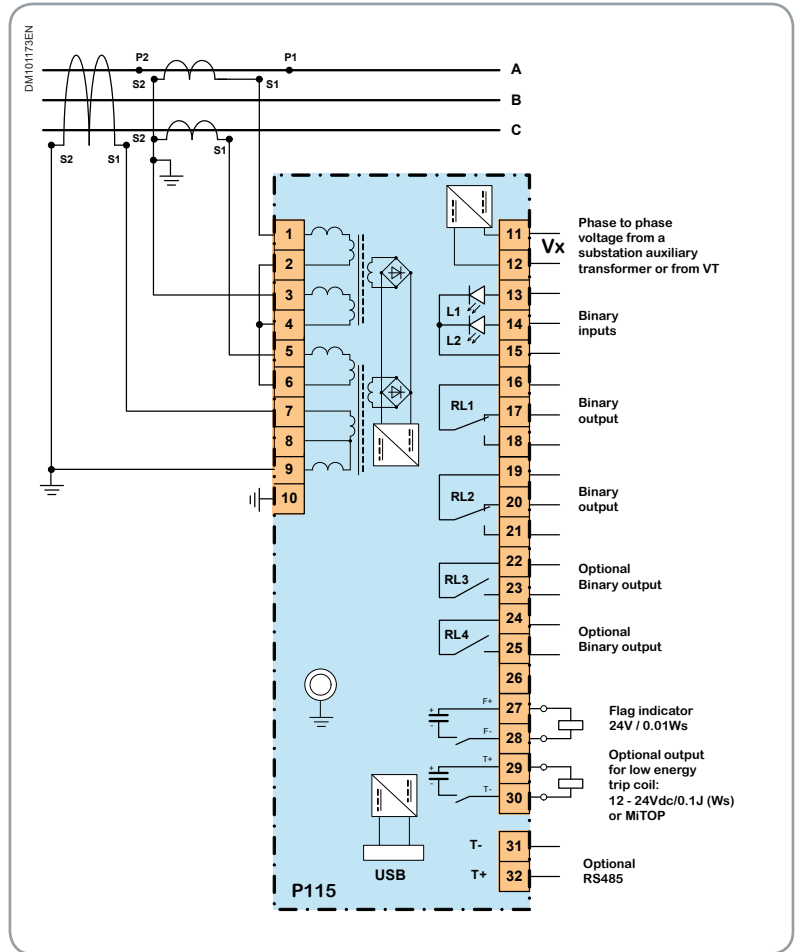 DM101173EN
P2
P1
A
S2
S1
B
S2
C
S2
S1
S1
1
2
3
4
5
6
7
8
9
10
11
Vx
12
Phase to phase
voltage from a
substation auxiliary
transformer or from VT
13
L1
14
L2
15
Binary
inputs
16
RL1
17
18
Binary
output
19
RL2
20
21
Binary
output
22
RL3
23
Optional
Binary output
24
RL4
25
Optional
Binary output
26
F+
27
+
-
F-
28
Flag indicator
24V / 0.01Ws
T+
29
+
-
T-
30
Optional output
for low energy
trip coil:
12 - 24Vdc/0.1J (Ws)
or MiTOP
T-
31
T+
32
Optional
RS485
USB
P115